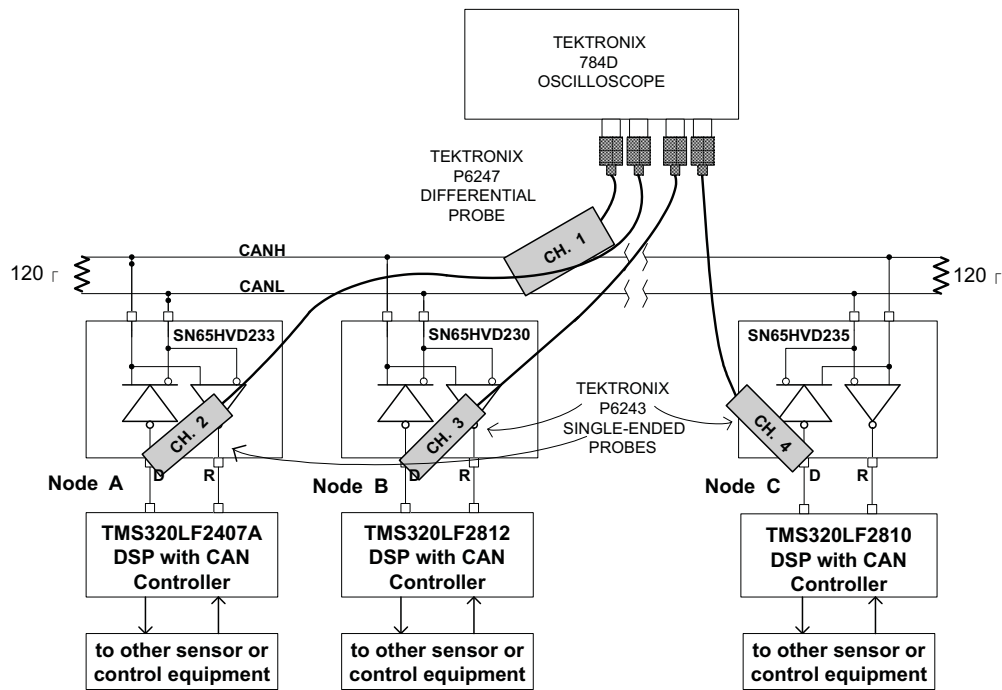 TEKTRONIX
784D
OSCILLOSCOPE
TEKTRONIX
P6247
DIFFERENTIAL
PROBE
CH. 1
CANH
120 Γ
120 Γ
CANL
SN65HVD233
SN65HVD230
SN65HVD235
TEKTRONIX
P6243
SINGLE-ENDED
PROBES
CH. 2
CH. 3
CH. 4
D
R
D
R
D
R
Node A
Node B
Node C
TMS320LF2407A
DSP with CAN
Controller
TMS320LF2812
DSP with CAN
Controller
TMS320LF2810
DSP with CAN
Controller
to other sensor or
control equipment
to other sensor or
control equipment
to other sensor or
control equipment